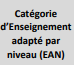 Catégorie
d'Enseignement
adapté par
niveau (EAN)